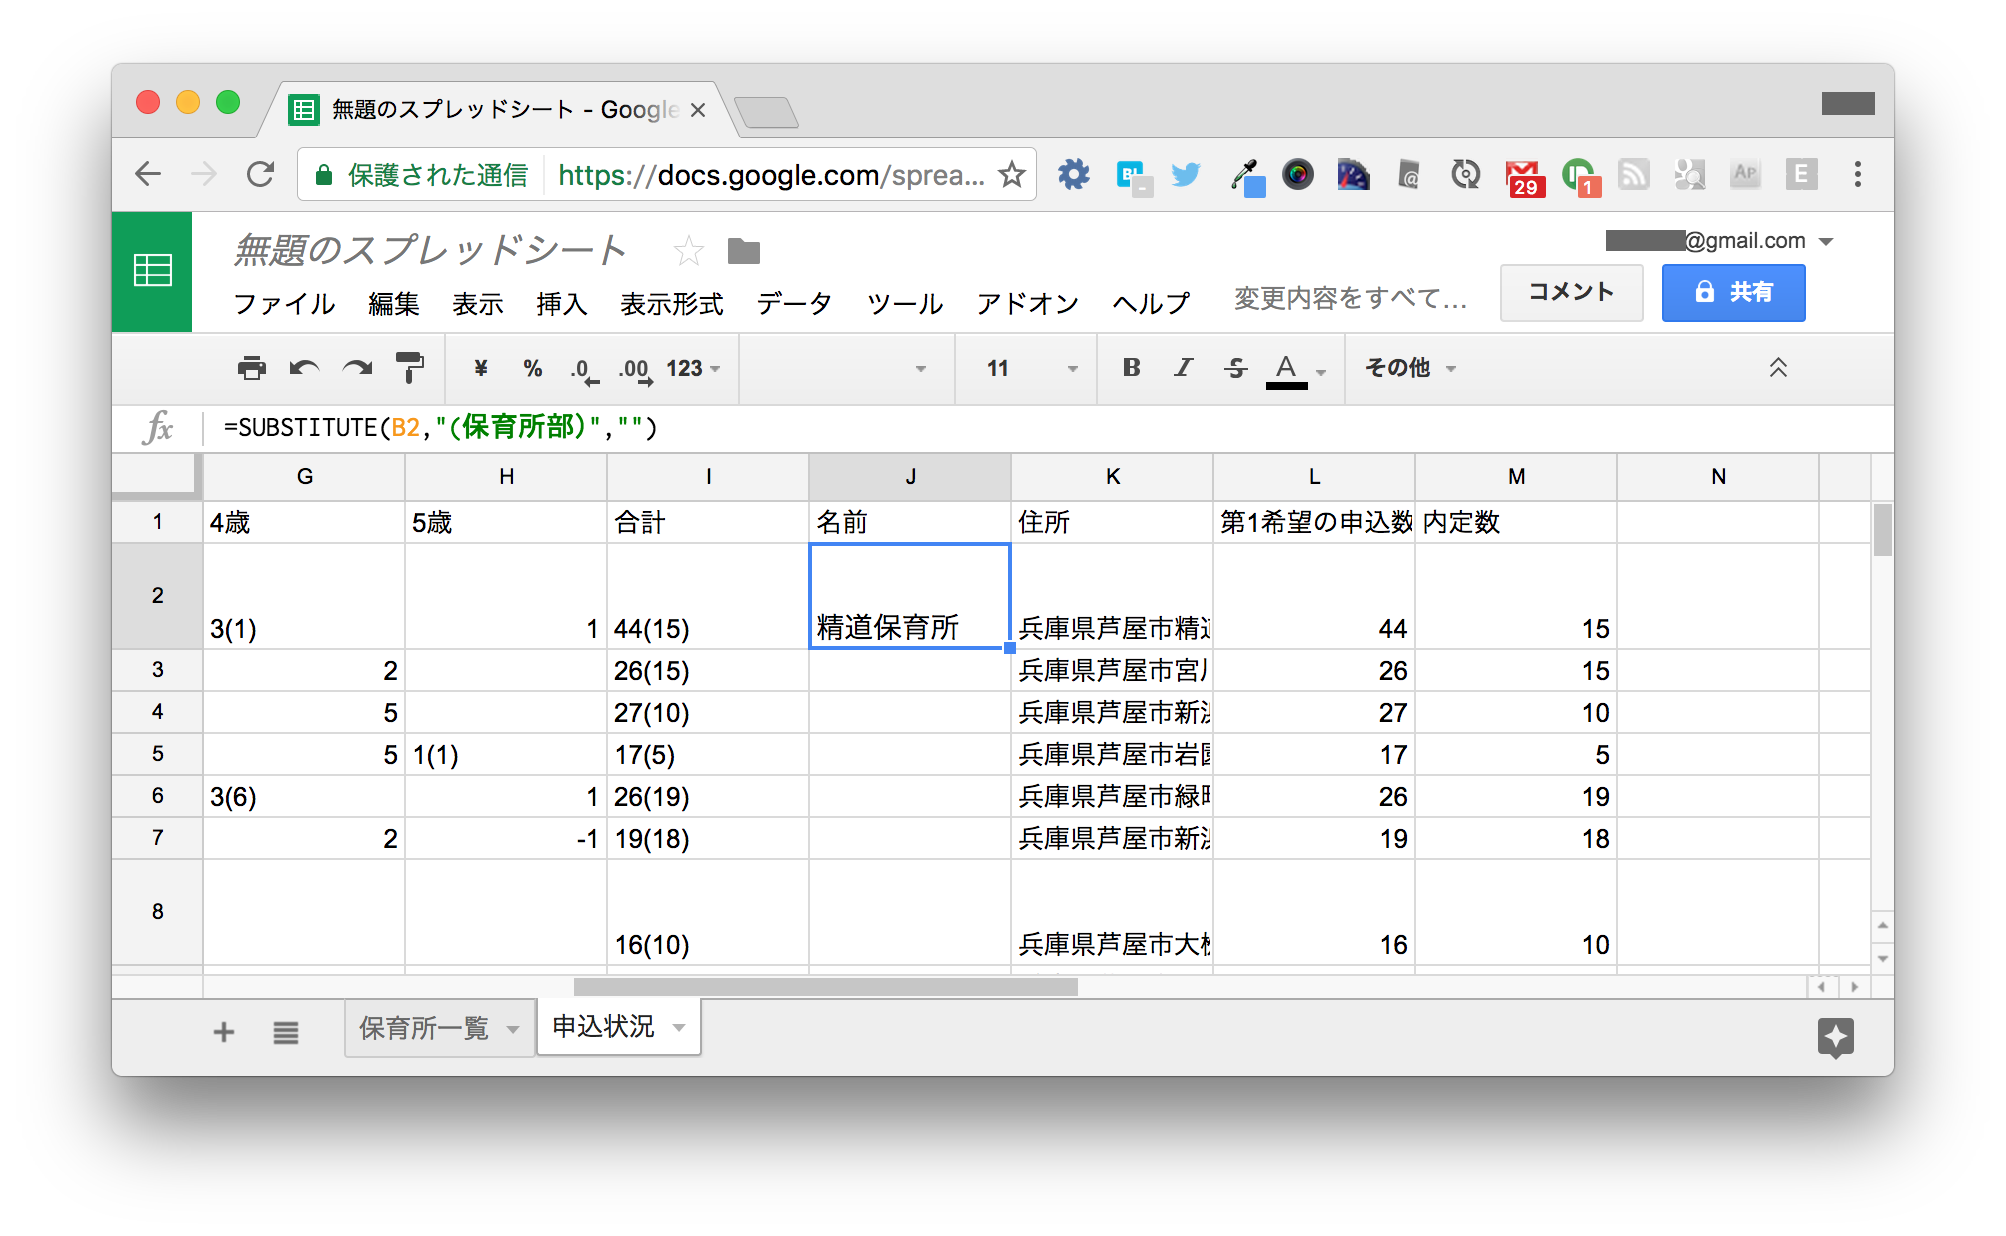 無題のスプレッドシート - Google
保護された通信 https://docs.google.com/sprea...
B! 29 1 AP E
無題のスプレッドシート
@gmail.com
ファイル 編集 表示 挿入 表示形式 データ ツール アドオン ヘルプ 変更内容をすべて... コメント 共有
¥ % .0 .00 123 11 B I S A その他
fx =SUBSTITUTE(B2,"(保育所部)","")
G H I J K L M N
1 4歳 5歳 合計 名前 住所 第1希望の申込数 内定数
2 3(1) 1 44(15) 精道保育所 兵庫県芦屋市精道 44 15
3 2 26(15) 兵庫県芦屋市宮川 26 15
4 5 27(10) 兵庫県芦屋市新浜 27 10
5 5 1(1) 17(5) 兵庫県芦屋市岩園 17 5
6 3(6) 1 26(19) 兵庫県芦屋市緑町 26 19
7 2 -1 19(18) 兵庫県芦屋市新浜 19 18
8 16(10) 兵庫県芦屋市大 16 10
保育所一覧 申込状況